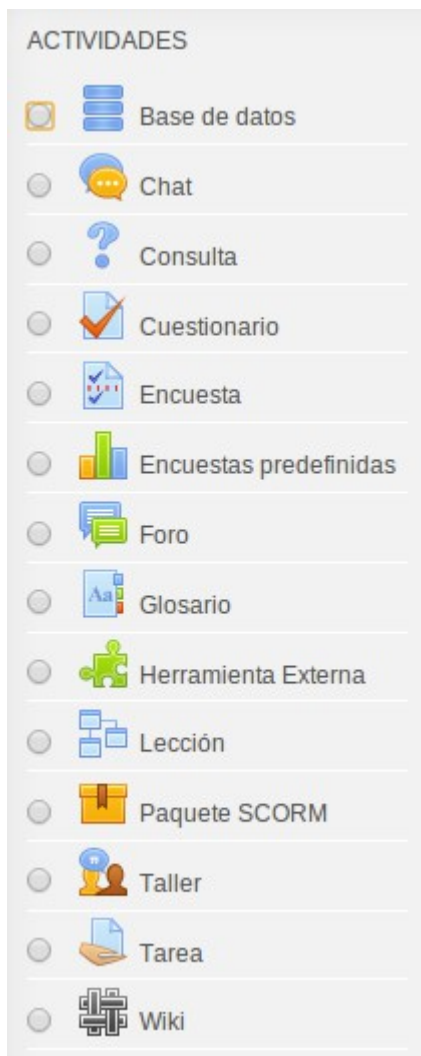 ACTIVIDADES
Base de datos
Chat
Consulta
Cuestionario
Encuesta
Encuestas predefinidas
Foro
Aa
Glosario
Herramienta Externa
Lección
Paquete SCORM
Taller
Tarea
Wiki